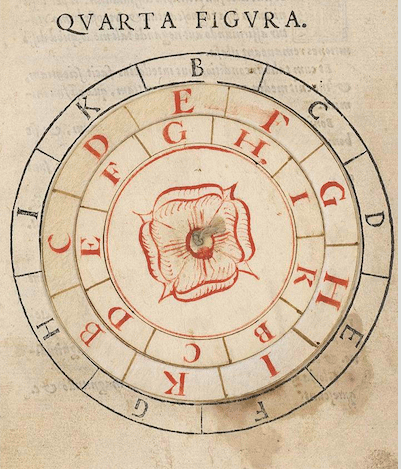 QVARTA FIGVRA.
B C D E F G H I K
E F G H I K B C D
G H. I K B C D E F